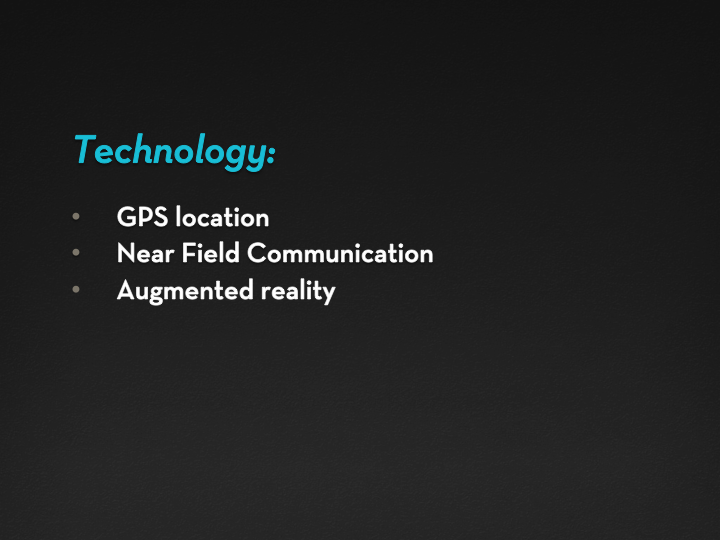 Technology:
• GPS location
• Near Field Communication
• Augmented reality